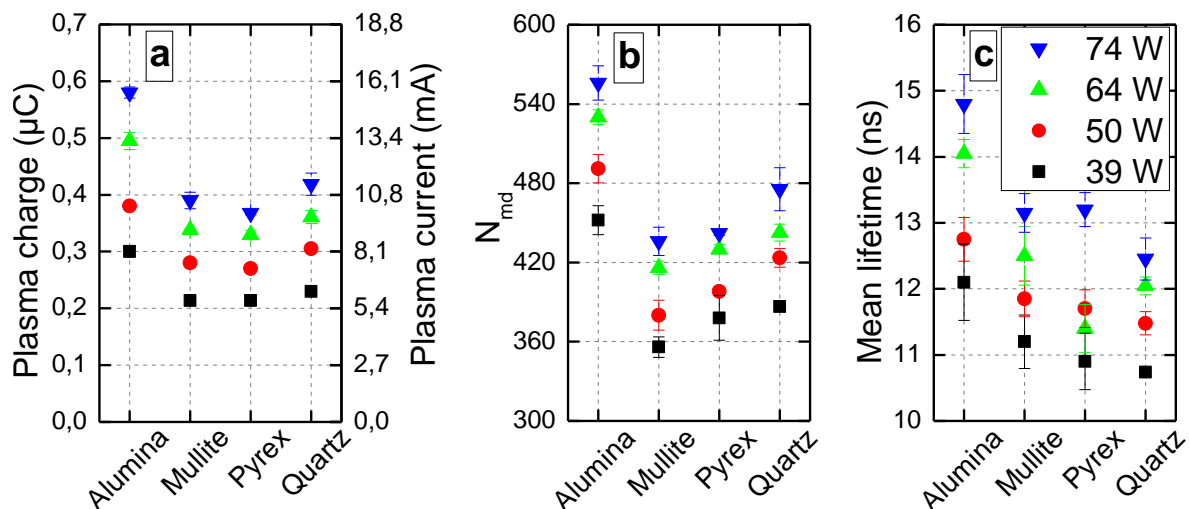 a
0,7
0,6
0,5
0,4
0,3
0,2
0,1
0,0
Plasma charge (µC)
18,8
16,1
13,4
10,8
8,1
5,4
2,7
0,0
Plasma current (mA)
Alumina
Mullite
Pyrex
Quartz
b
600
540
480
420
360
300
N_md
Alumina
Mullite
Pyrex
Quartz
c
16
15
14
13
12
11
10
Mean lifetime (ns)
74 W
64 W
50 W
39 W
Alumina
Mullite
Pyrex
Quartz